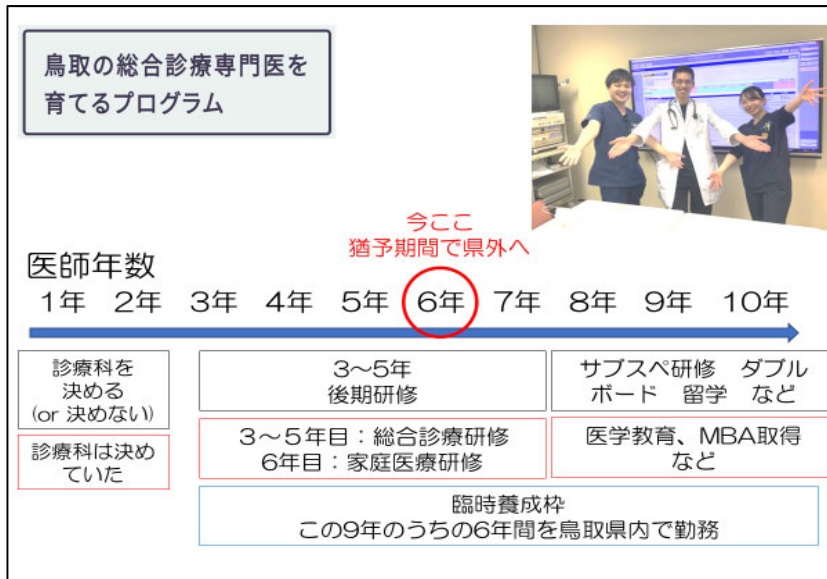 鳥取の総合診療専門医を
育てるプログラム
今ここ
猶予期間で県外へ
医師年数
1年 2年 3年 4年 5年 6年 7年 8年 9年 10年
診療科を
決める
(or 決めない)
3～5年
後期研修
サブスペ研修 ダブル
ボード 留学 など
診療科は決め
ていた
3～5年目：総合診療研修
6年目：家庭医療研修
医学教育、MBA取得
など
臨時養成枠
この9年のうちの6年間を鳥取県内で勤務